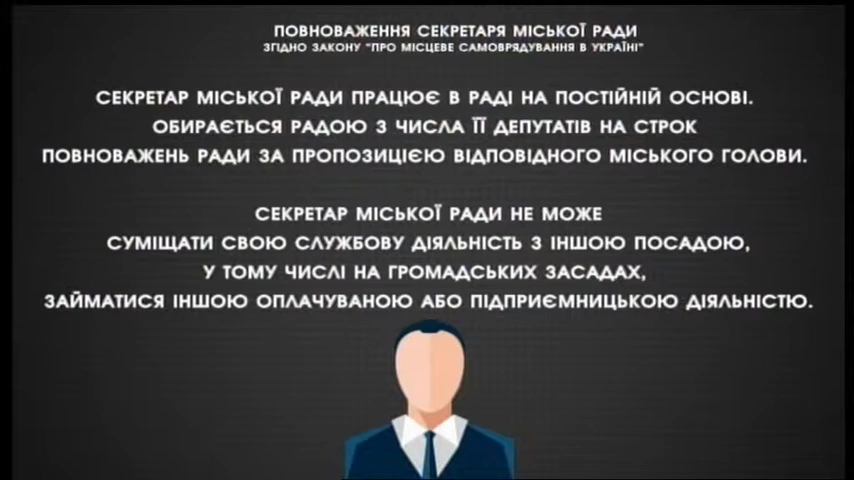 ПОВНОВАЖЕННЯ СЕКРЕТАРЯ МІСЬКОЇ РАДИ
ЗГІДНО ЗАКОНУ "ПРО МІСЦЕВЕ САМОВРЯДУВАННЯ В УКРАЇНІ"
СЕКРЕТАР МІСЬКОЇ РАДИ ПРАЦЮЄ В РАДІ НА ПОСТІЙНІЙ ОСНОВІ.
ОБИРАЄТЬСЯ РАДОЮ З ЧИСЛА ЇЇ ДЕПУТАТІВ НА СТРОК
ПОВНОВАЖЕНЬ РАДИ ЗА ПРОПОЗИЦІЄЮ ВІДПОВІДНОГО МІСЬКОГО ГОЛОВИ.
СЕКРЕТАР МІСЬКОЇ РАДИ НЕ МОЖЕ
СУМІЩАТИ СВОЮ СЛУЖБОВУ ДІЯЛЬНІСТЬ З ІНШОЮ ПОСАДОЮ,
У ТОМУ ЧИСЛІ НА ГРОМАДСЬКИХ ЗАСАДАХ,
ЗАЙМАТИСЯ ІНШОЮ ОПЛАЧУВАНОЮ АБО ПІДПРИЄМНИЦЬКОЮ ДІЯЛЬНІСТЮ.